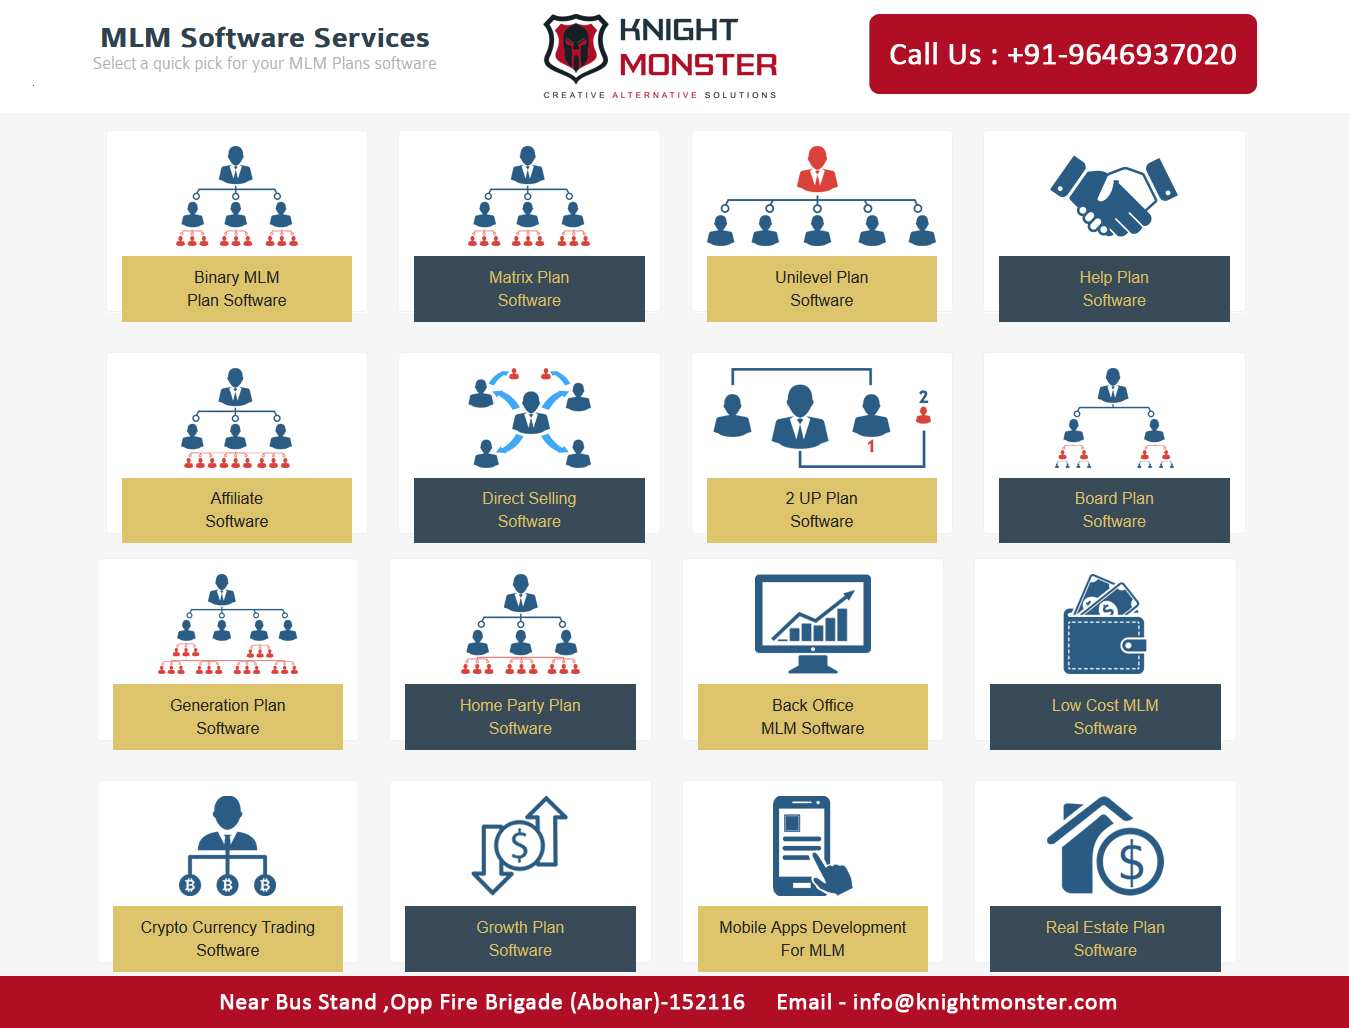 MLM Software Services
Select a quick pick for your MLM Plans software
KNIGHT
MONSTER
CREATIVE ALTERNATIVE SOLUTIONS
Call Us : +91-9646937020
Binary MLM
Plan Software
Matrix Plan
Software
Unilevel Plan
Software
Help Plan
Software
Affiliate
Software
Direct Selling
Software
2
1
2 UP Plan
Software
Board Plan
Software
Generation Plan
Software
Home Party Plan
Software
Back Office
MLM Software
Low Cost MLM
Software
Crypto Currency Trading
Software
$
Growth Plan
Software
Mobile Apps Development
For MLM
$
Real Estate Plan
Software
Near Bus Stand ,Opp Fire Brigade (Abohar)-152116 Email - info@knightmonster.com